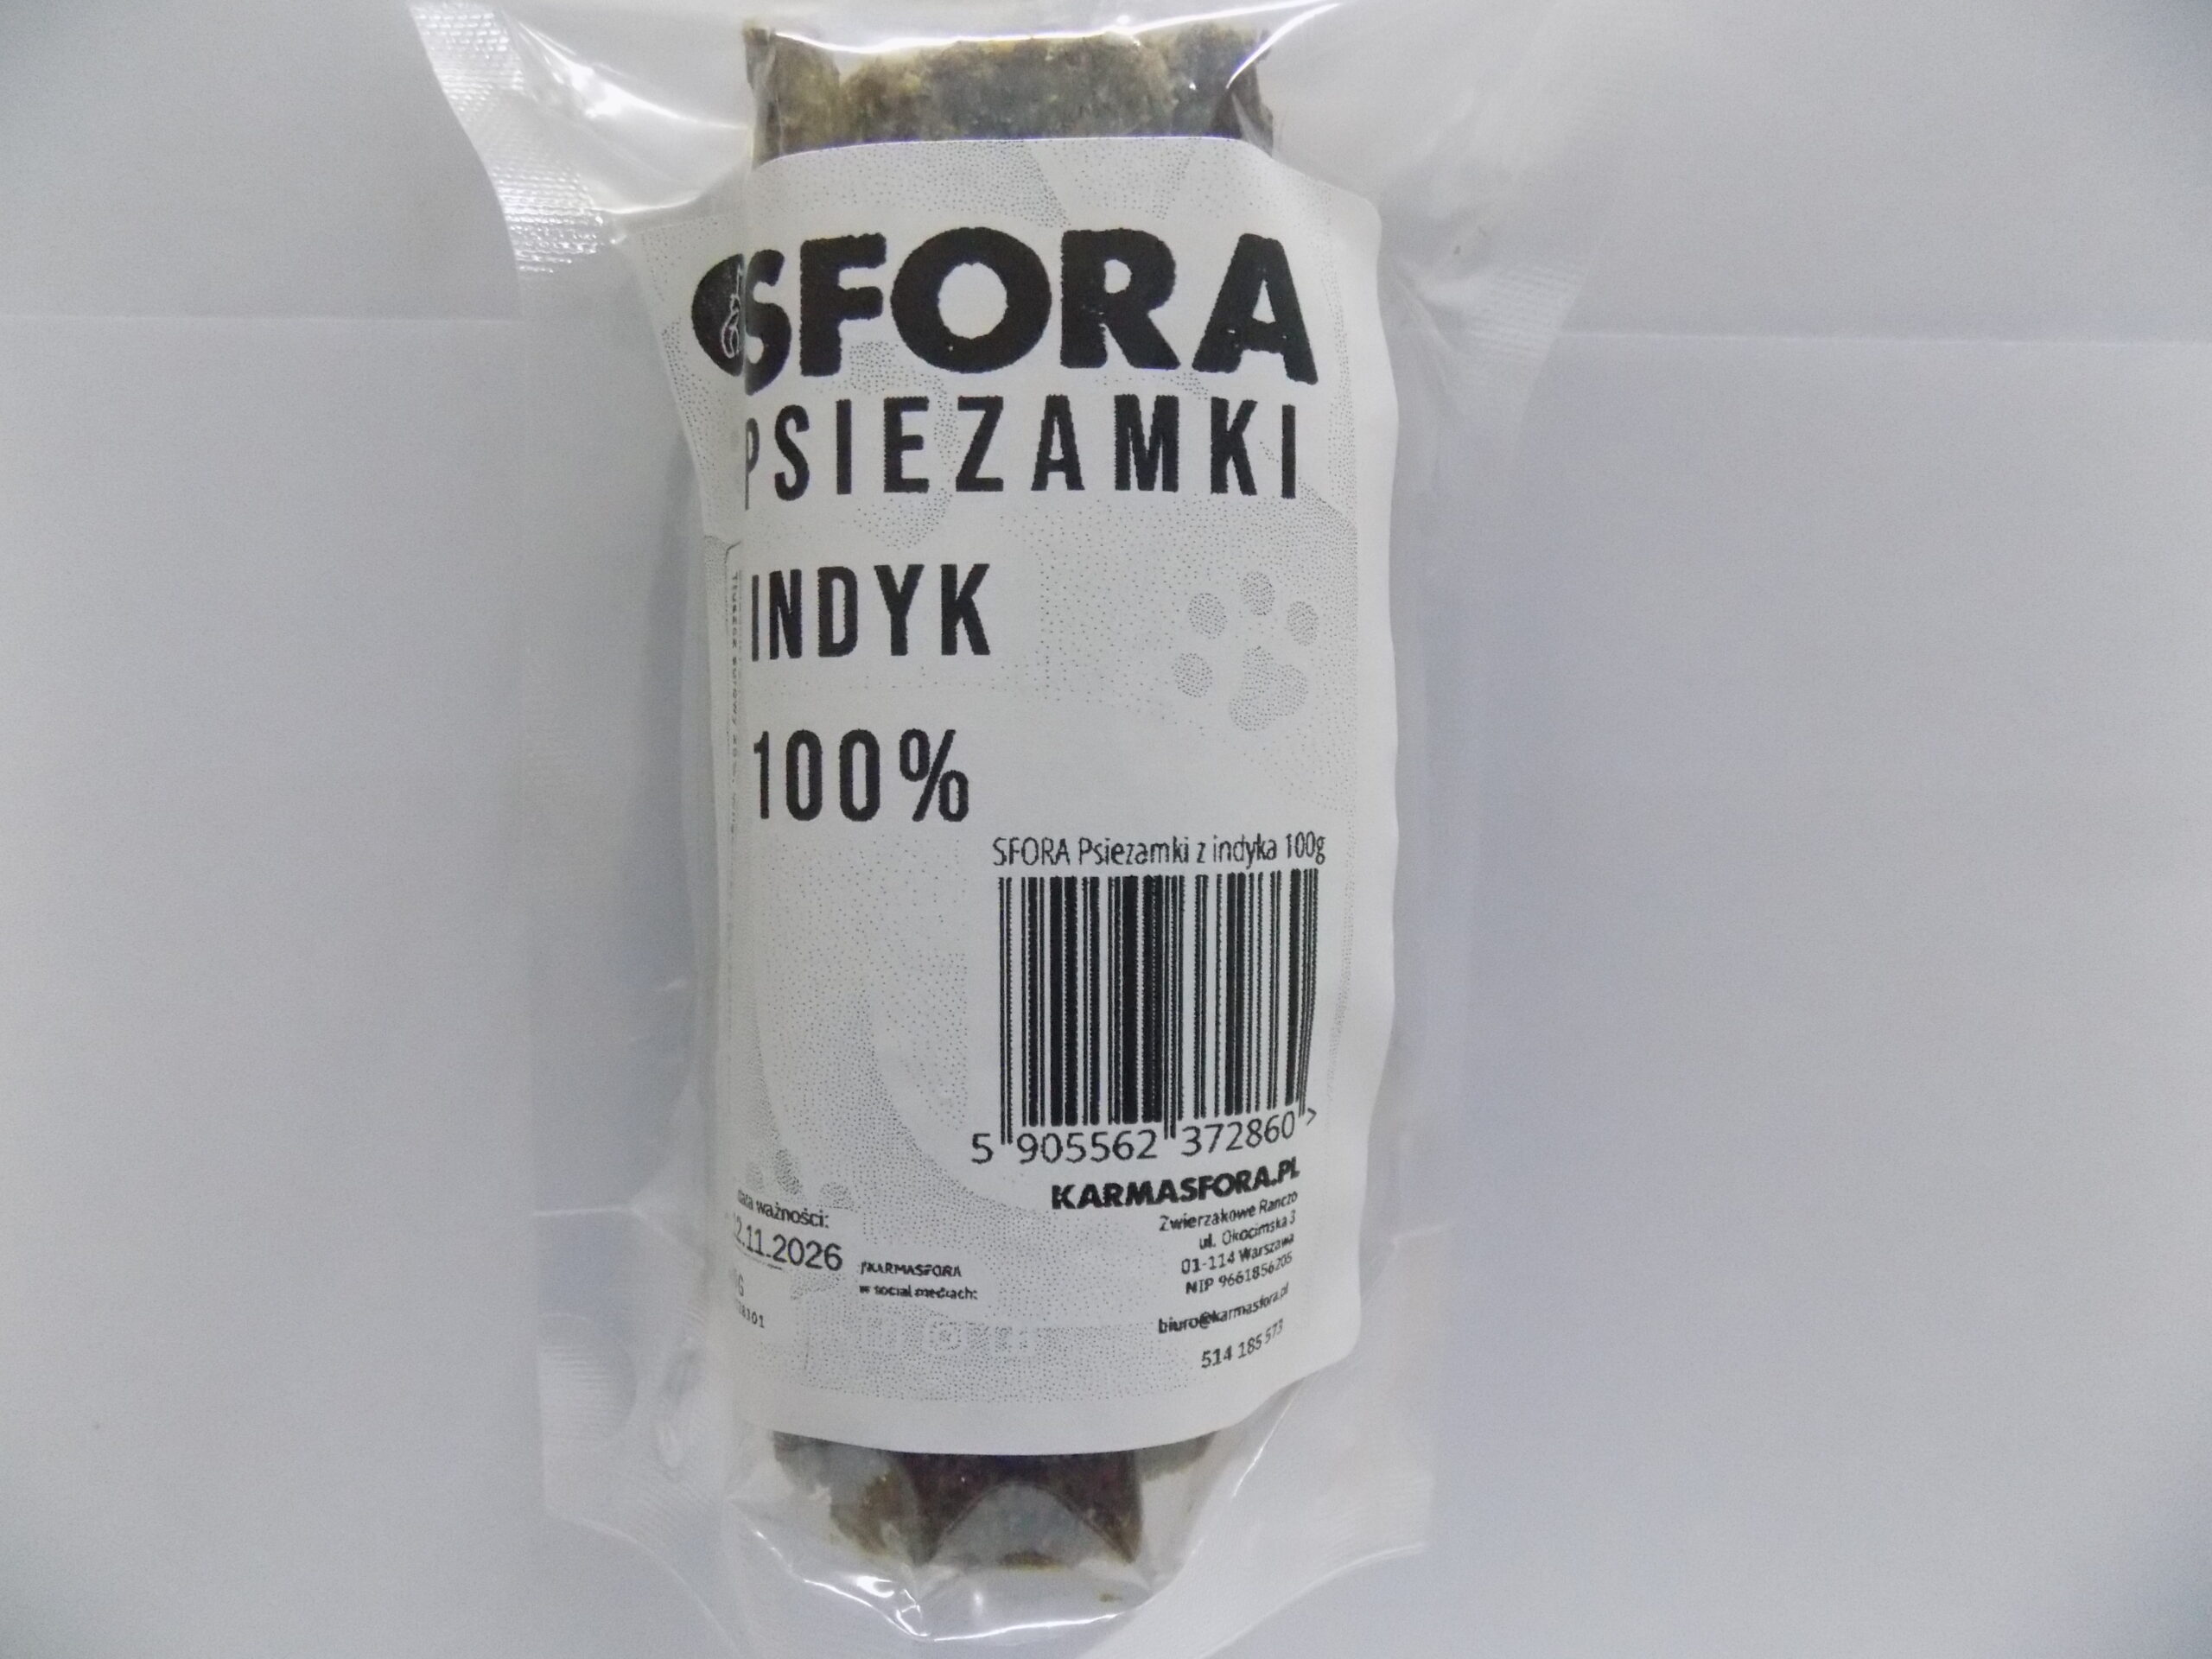 SFORA
PSIEZAMKI
INDYK
100%
SFORA Psiezamki z indyka 100g
5 905562 372860 >
KARMASFORA.PL
Zwierzakowe Ranczo
ul. Okocimska 3
01-114 Warszawa
NIP 9661856205
biuro@karmasfora.pl
514 185 573
data ważności:
2.11.2026
/KARMASFORA
w social mediach: